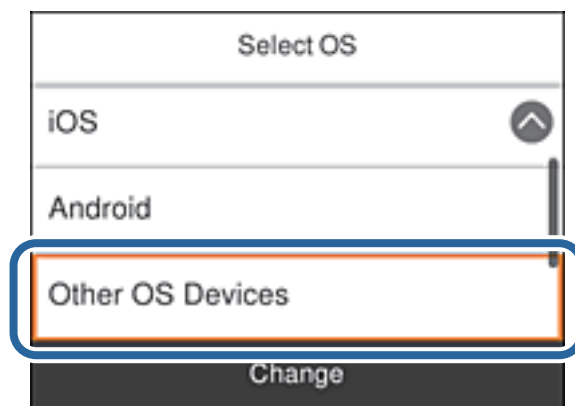 Select OS
iOS
Android
Other OS Devices
Change